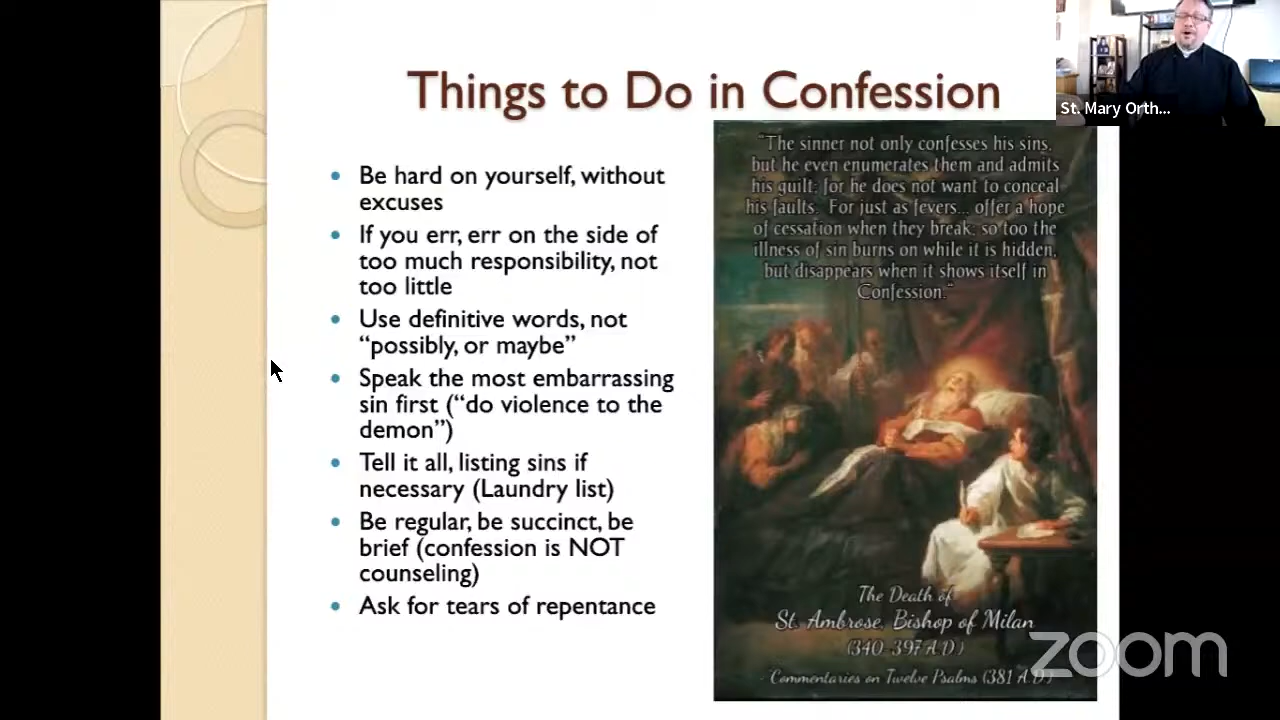 Things to Do in Confession
St. Mary Orth...
• Be hard on yourself, without
excuses
• If you err, err on the side of
too much responsibility, not
too little
• Use definitive words, not
“possibly, or maybe”
• Speak the most embarrassing
sin first (“do violence to the
demon”)
• Tell it all, listing sins if
necessary (Laundry list)
• Be regular, be succinct, be
brief (confession is NOT
counseling)
• Ask for tears of repentance
"The sinner not only confesses his sins,
but he even enumerates them and admits
his guilt; for he does not want to conceal
his faults. For just as fevers... offer a hope
of cessation when they break, so too the
illness of sin burns on while it is hidden,
but disappears when it shows itself in
Confession."
The Death of
St. Ambrose, Bishop of Milan
(340-397 A.D.)
Commentaries on Twelve Psalms (381 A.D.)
zoom